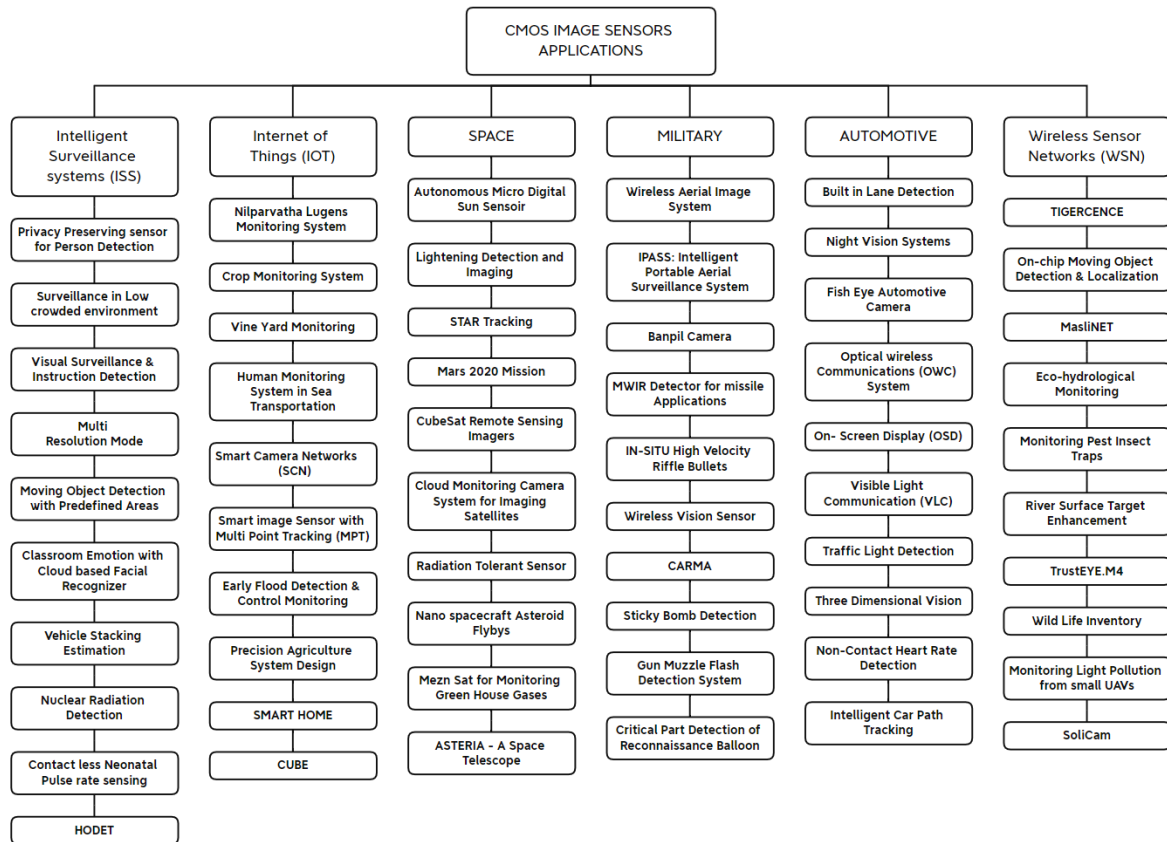 CMOS IMAGE SENSORS
APPLICATIONS
Intelligent
Surveillance
systems (ISS)
Privacy Preserving sensor
for Person Detection
Surveillance in Low
crowded environment
Visual Surveillance &
Instruction Detection
Multi
Resolution Mode
Moving Object Detection
with Predefined Areas
Classroom Emotion with
Cloud based Facial
Recognizer
Vehicle Stacking
Estimation
Nuclear Radiation
Detection
Contact less Neonatal
Pulse rate sensing
HODET
Internet of
Things (IOT)
Nilparvatha Lugens
Monitoring System
Crop Monitoring System
Vine Yard Monitoring
Human Monitoring
System in Sea
Transportation
Smart Camera Networks
(SCN)
Smart image Sensor with
Multi Point Tracking (MPT)
Early Flood Detection &
Control Monitoring
Precision Agriculture
System Design
SMART HOME
CUBE
SPACE
Autonomous Micro Digital
Sun Sensoir
Lightening Detection and
Imaging
STAR Tracking
Mars 2020 Mission
CubeSat Remote Sensing
Imagers
Cloud Monitoring Camera
System for Imaging
Satellites
Radiation Tolerant Sensor
Nano spacecraft Asteroid
Flybys
Mezn Sat for Monitoring
Green House Gases
ASTERIA - A Space
Telescope
MILITARY
Wireless Aerial Image
System
IPASS: Intelligent
Portable Aerial
Surveillance System
Banpil Camera
MWIR Detector for missile
Applications
IN-SITU High Velocity
Riffle Bullets
Wireless Vision Sensor
CARMA
Sticky Bomb Detection
Gun Muzzle Flash
Detection System
Critical Part Detection of
Reconnaissance Balloon
AUTOMOTIVE
Built in Lane Detection
Night Vision Systems
Fish Eye Automotive
Camera
Optical wireless
Communications (OWC)
System
On- Screen Display (OSD)
Visible Light
Communication (VLC)
Traffic Light Detection
Three Dimensional Vision
Non-Contact Heart Rate
Detection
Intelligent Car Path
Tracking
Wireless Sensor
Networks (WSN)
TIGERCENCE
On-chip Moving Object
Detection & Localization
MasliNET
Eco-hydrological
Monitoring
Monitoring Pest Insect
Traps
River Surface Target
Enhancement
TrustEYE.M4
Wild Life Inventory
Monitoring Light Pollution
from small UAVs
SoliCam